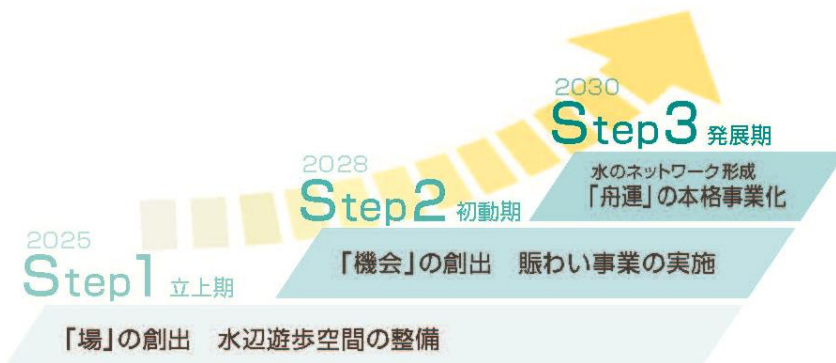 2025
Step1 立上期
「場」の創出　水辺遊歩空間の整備
2028
Step2 初動期
「機会」の創出　賑わい事業の実施
2030
Step3 発展期
水のネットワーク形成
「舟運」の本格事業化